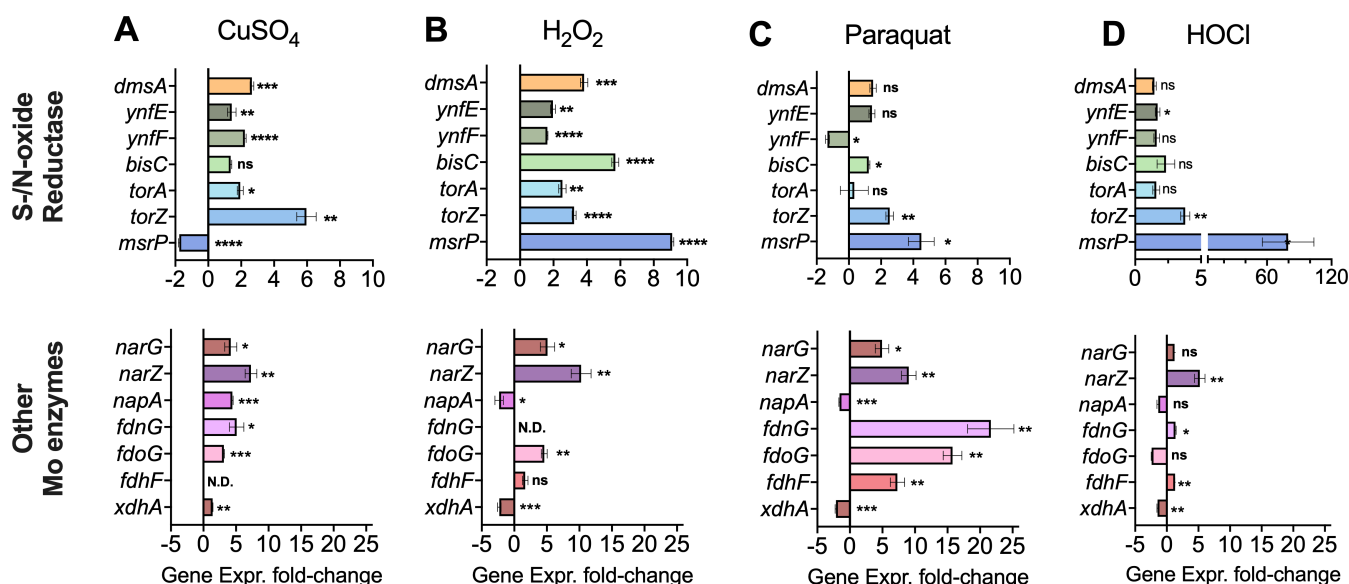 A CuSO4
B H2O2
C Paraquat
D HOCl
S-/N-oxide
Reductase
dmsA ***
ynfE **
ynfF ****
bisC ns
torA *
torZ **
msrP ****
-2 0 2 4 6 8 10
dmsA ***
ynfE **
ynfF ****
bisC ****
torA **
torZ ****
msrP ****
-2 0 2 4 6 8 10
dmsA ns
ynfE ns
ynfF *
bisC *
torA ns
torZ **
msrP *
-2 0 2 4 6 8 10
dmsA ns
ynfE *
ynfF ns
bisC ns
torA ns
torZ **
msrP *
0 5 60 120
Other
Mo enzymes
narG *
narZ **
napA ***
fdnG *
fdoG ***
fdhF N.D.
xdhA **
-5 0 5 10 15 20 25
Gene Expr. fold-change
narG *
narZ **
napA *
fdnG N.D.
fdoG **
fdhF ns
xdhA ***
-5 0 5 10 15 20 25
Gene Expr. fold-change
narG *
narZ **
napA ***
fdnG **
fdoG **
fdhF **
xdhA ***
-5 0 5 10 15 20 25
Gene Expr. fold-change
narG ns
narZ **
napA ns
fdnG *
fdoG ns
fdhF **
xdhA **
-5 0 5 10 15 20 25
Gene Expr. fold-change